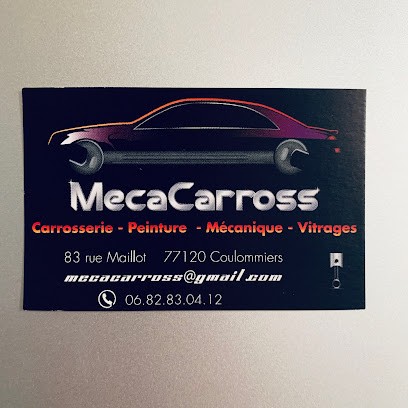 MecaCarross
Carrosserie - Peinture - Mécanique - Vitrages
83 rue Maillot 77120 Coulommiers
mecacarross@gmail.com
06.82.83.04.12